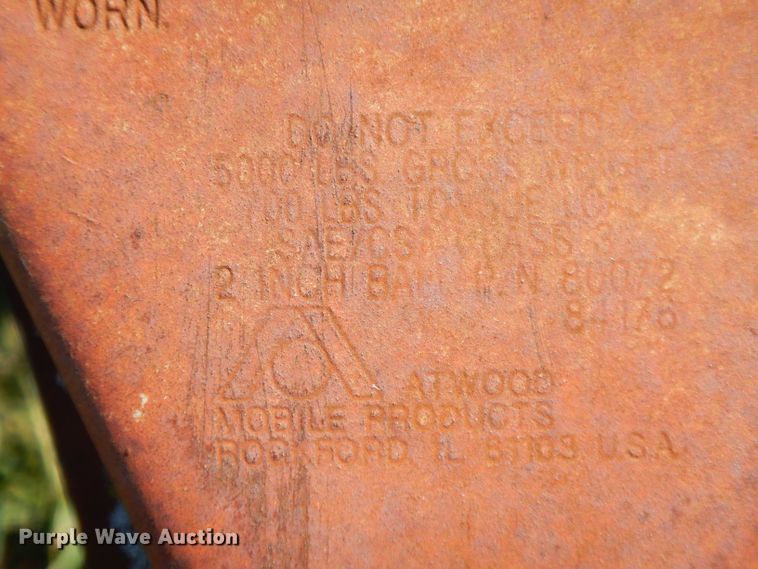 WORN.
DO NOT EXCEED
5000 LBS GROSS WEIGHT
LBS TONGUE LOAD
SAE/CSA CLASS 3
2 INCH BALL P/N 80072
84176
ATWOOD
MOBILE PRODUCTS
ROCKFORD, IL 61103 U.S.A.
Purple Wave Auction